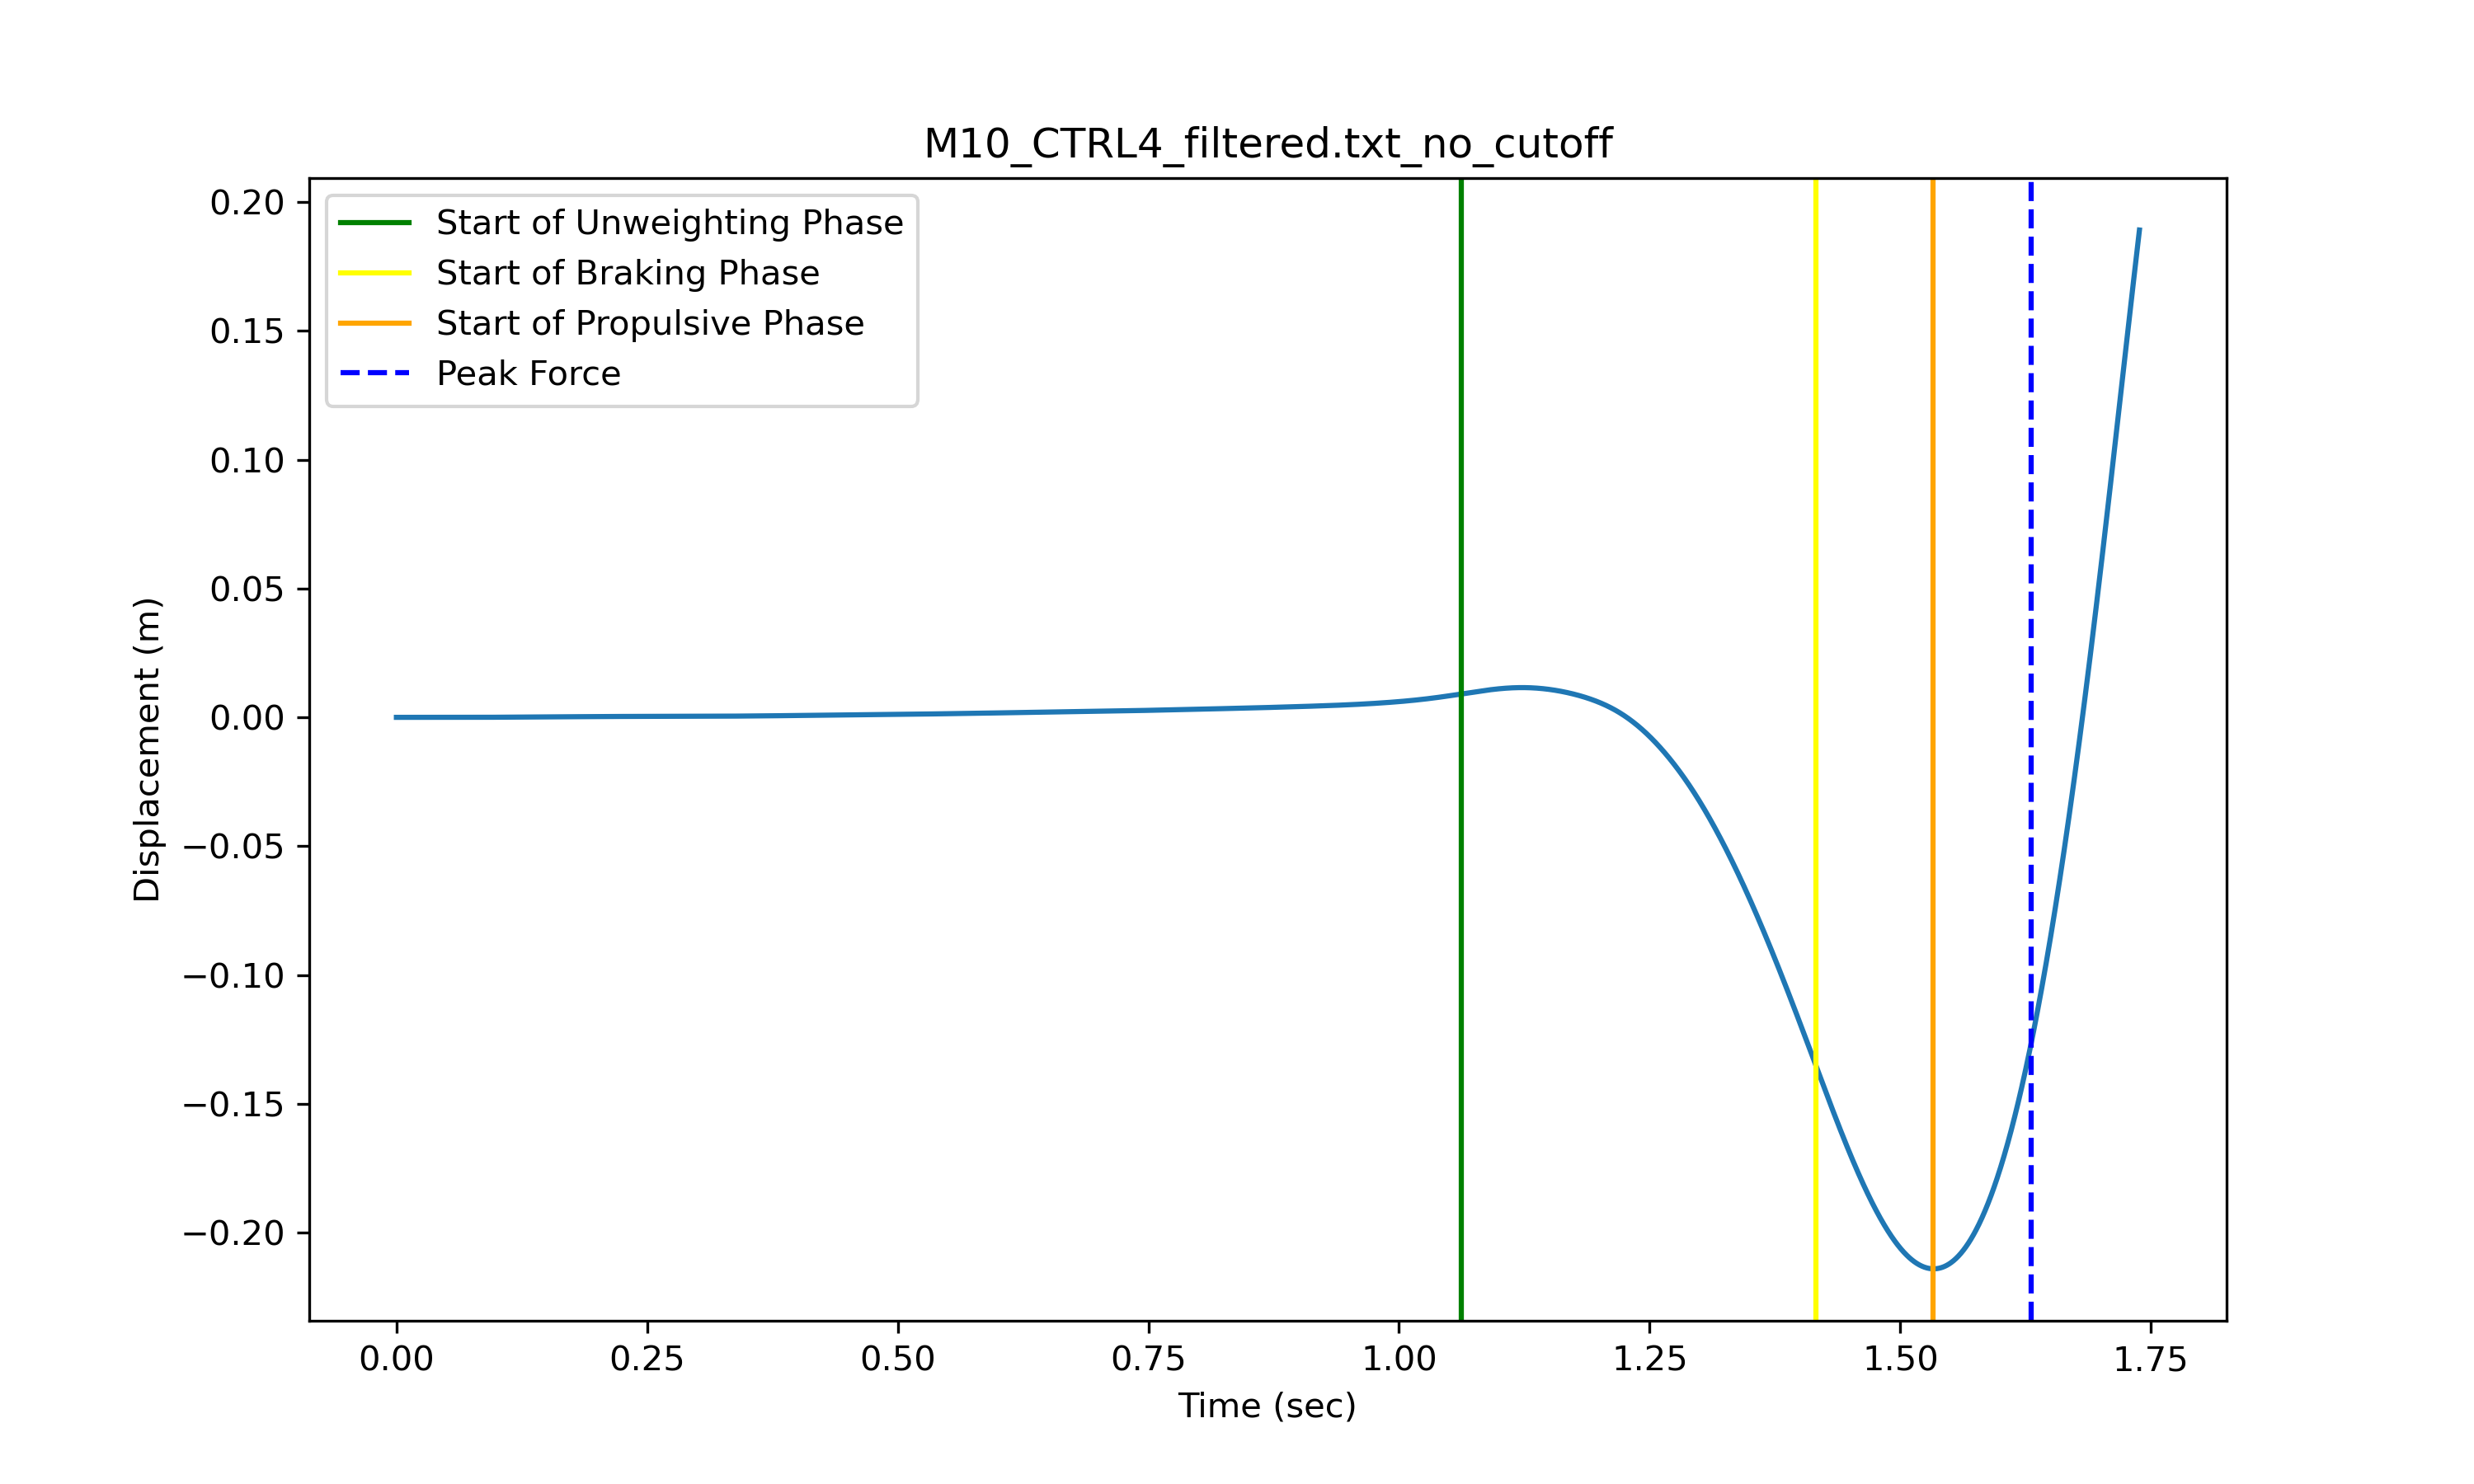 M10_CTRL4_filtered.txt_no_cutoff
Start of Unweighting Phase
Start of Braking Phase
Start of Propulsive Phase
Peak Force
Displacement (m)
0.20
0.15
0.10
0.05
0.00
−0.05
−0.10
−0.15
−0.20
0.00 0.25 0.50 0.75 1.00 1.25 1.50 1.75
Time (sec)